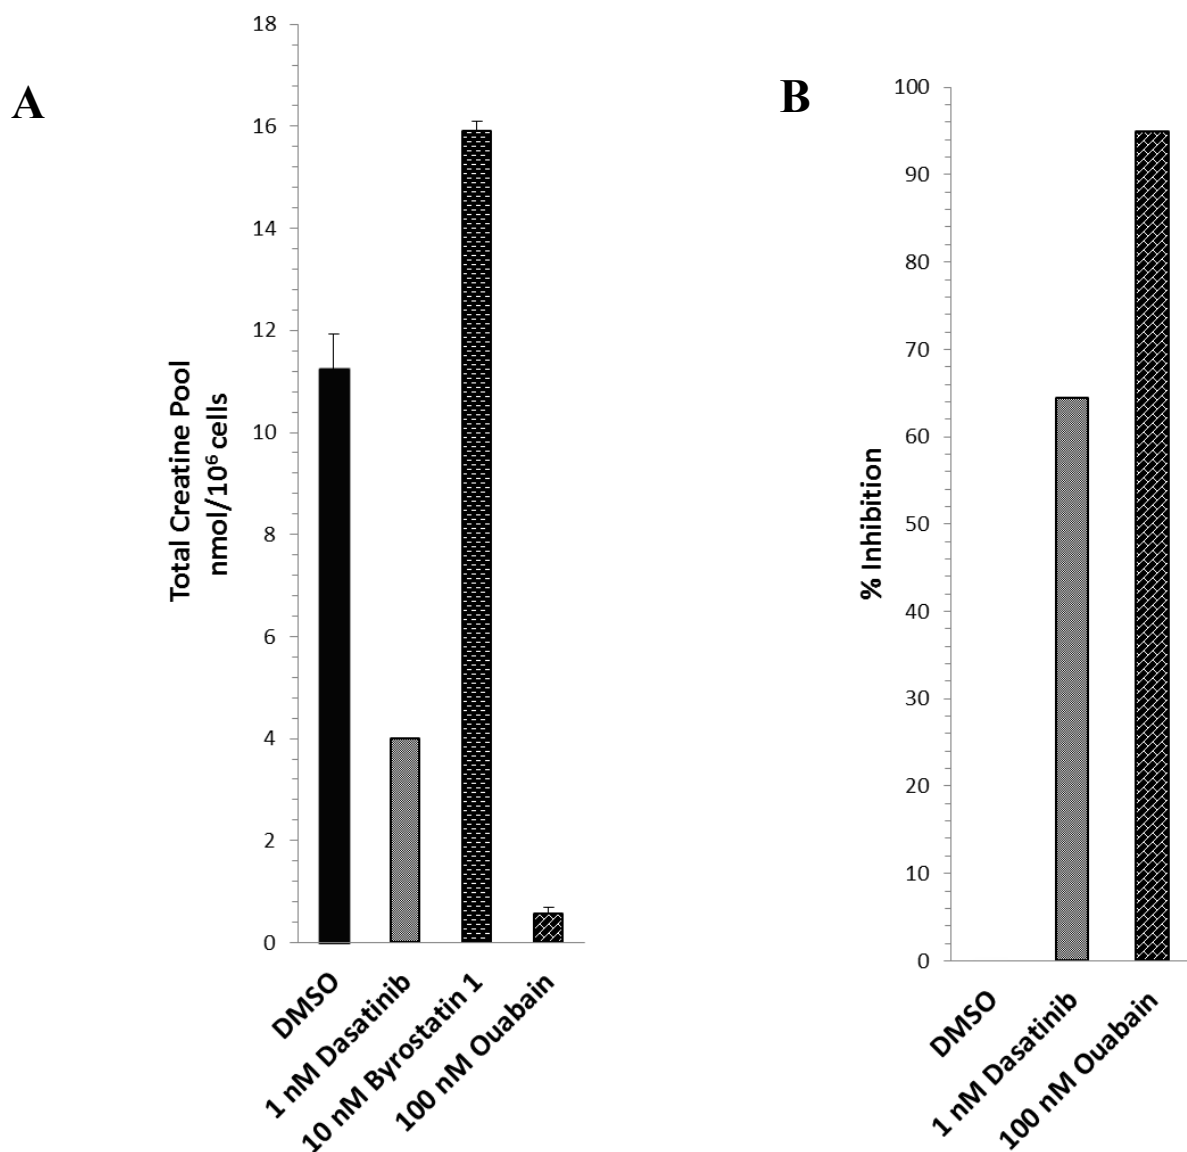 A
Total Creatine Pool
nmol/10⁶ cells
18
16
14
12
10
8
6
4
2
0
DMSO
1 nM Dasatinib
10 nM Byrostatin 1
100 nM Ouabain
B
% Inhibition
100
90
80
70
60
50
40
30
20
10
0
DMSO
1 nM Dasatinib
100 nM Ouabain